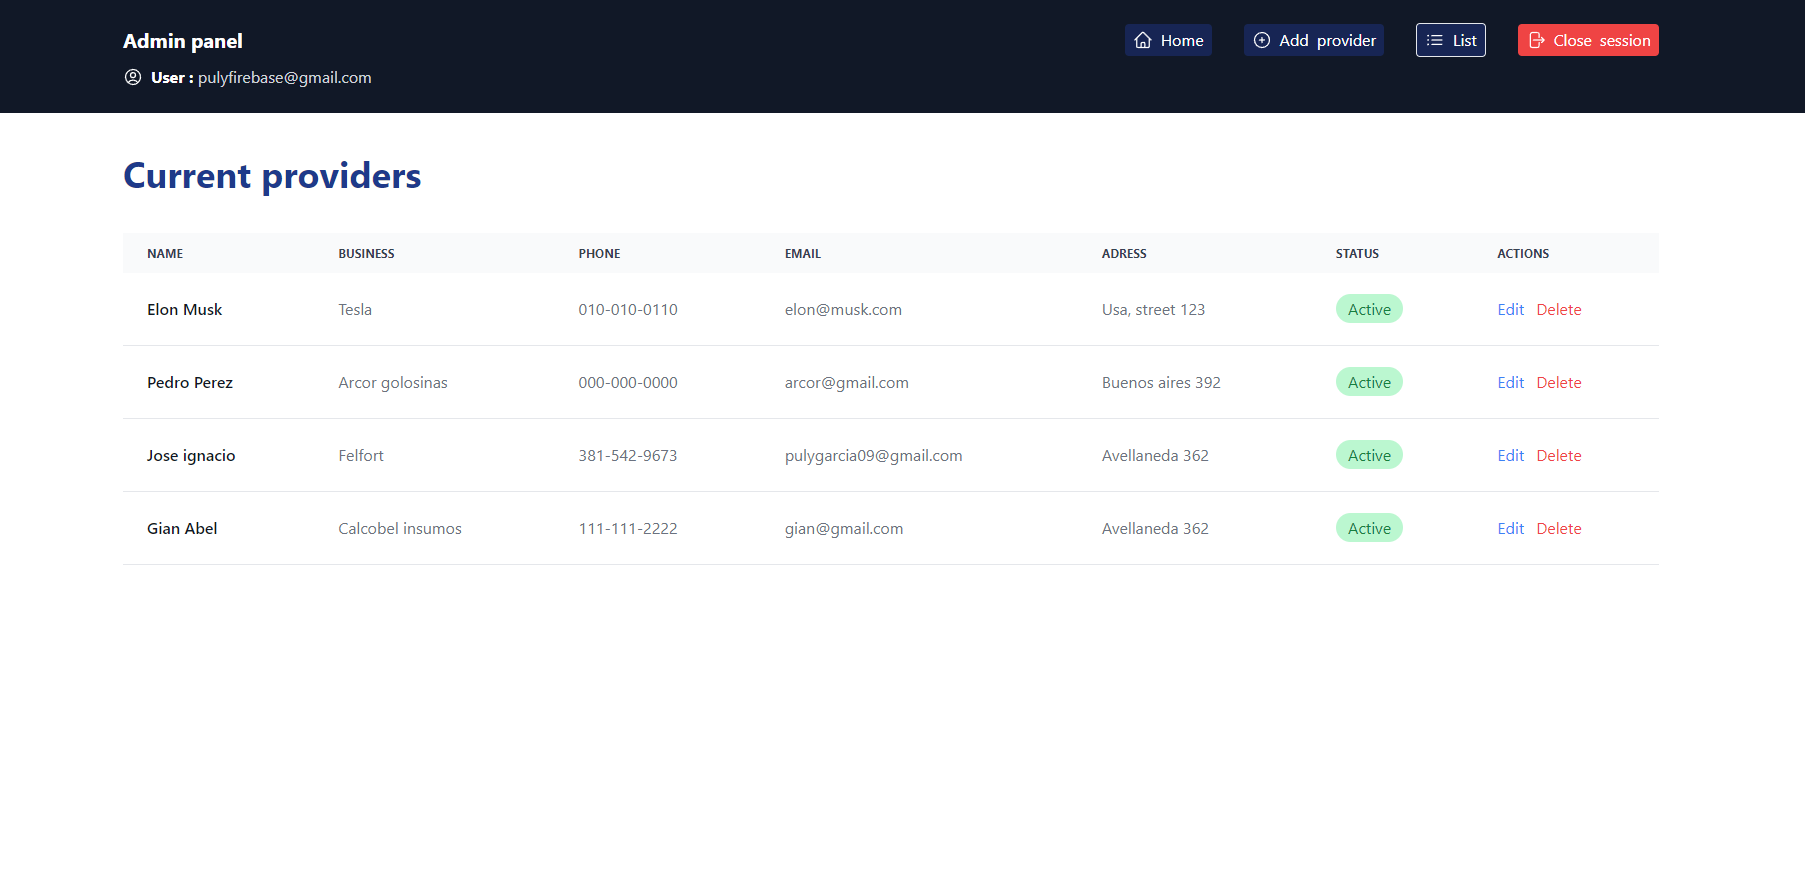 Admin panel
User : pulyfirebase@gmail.com
Home
Add provider
List
Close session
Current providers
NAME BUSINESS PHONE EMAIL ADRESS STATUS ACTIONS
Elon Musk Tesla 010-010-0110 elon@musk.com Usa, street 123 Active Edit Delete
Pedro Perez Arcor golosinas 000-000-0000 arcor@gmail.com Buenos aires 392 Active Edit Delete
Jose ignacio Felfort 381-542-9673 pulygarcia09@gmail.com Avellaneda 362 Active Edit Delete
Gian Abel Calcobel insumos 111-111-2222 gian@gmail.com Avellaneda 362 Active Edit Delete